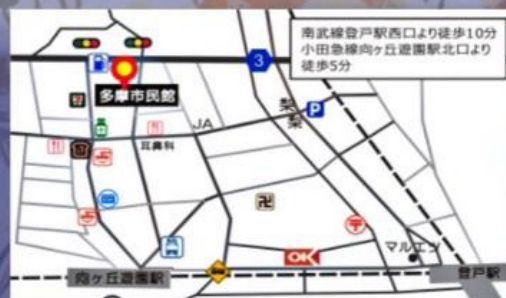 南武線登戸駅西口より徒歩10分
小田急線向ヶ丘遊園駅北口より
徒歩5分
3
多摩市民館
梨
梨
P
JA
耳鼻科
卍
〒
OK
マルエツ
向ヶ丘遊園駅
登戸駅